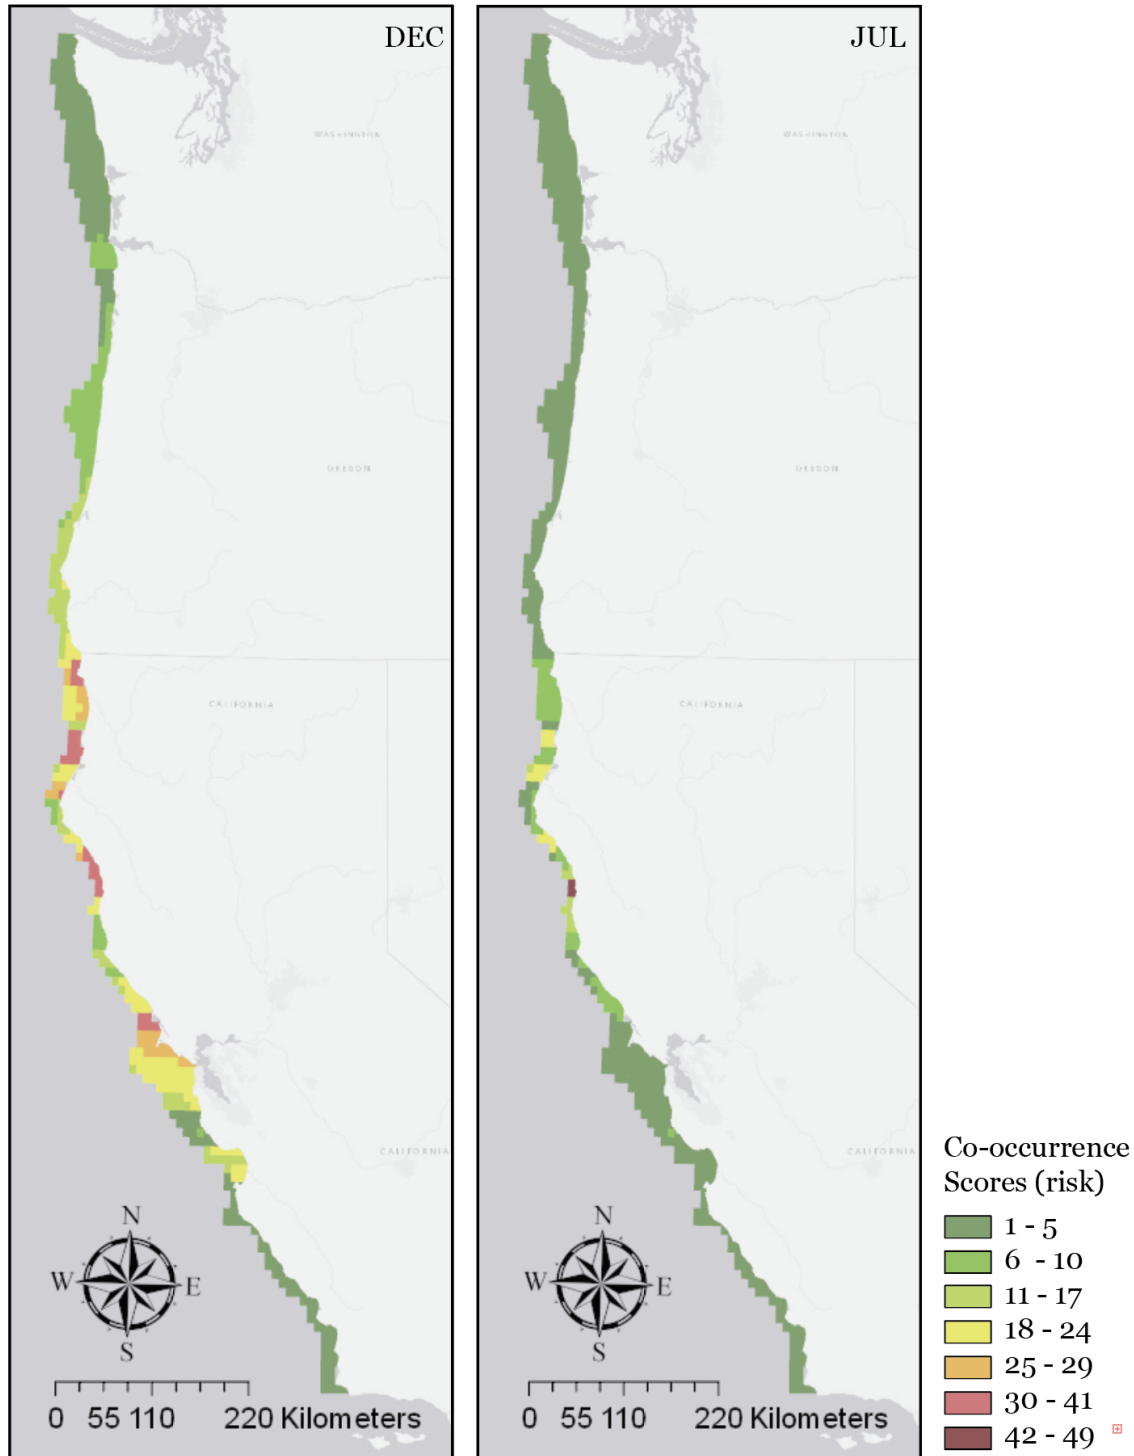 DEC
WASHINGTON
OREGON
CALIFORNIA
CALIFORNIA
N
W E
S
0 55 110 220 Kilometers
JUL
WASHINGTON
OREGON
CALIFORNIA
CALIFORNIA
N
W E
S
0 55 110 220 Kilometers
Co-occurrence
Scores (risk)
1 - 5
6 - 10
11 - 17
18 - 24
25 - 29
30 - 41
42 - 49